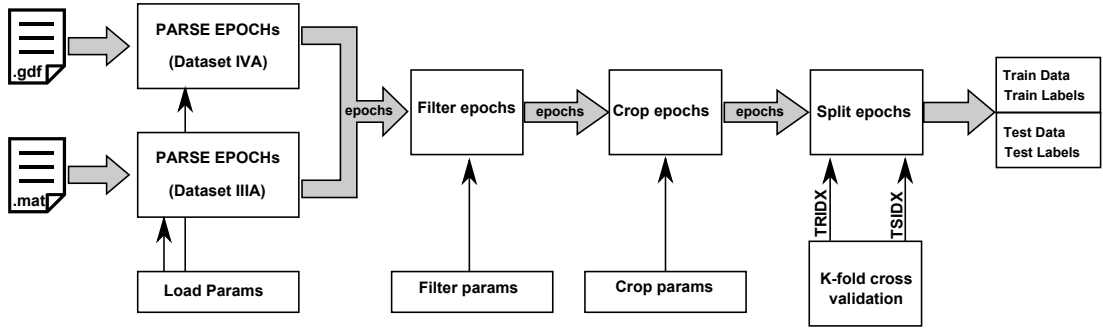 .gdf
PARSE EPOCHs
(Dataset IVA)
.mat
PARSE EPOCHs
(Dataset IIIA)
Load Params
epochs
Filter epochs
Filter params
epochs
Crop epochs
Crop params
epochs
Split epochs
TRIDX
TSIDX
K-fold cross
validation
Train Data
Train Labels
Test Data
Test Labels